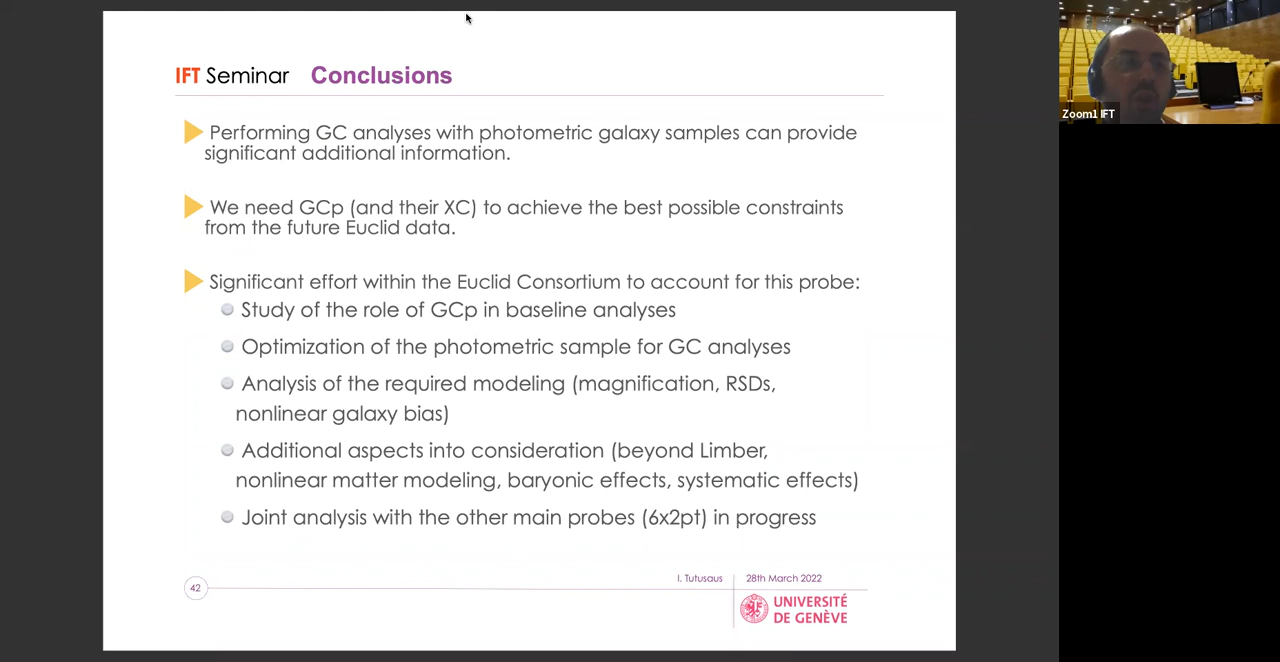 IFT Seminar Conclusions
Performing GC analyses with photometric galaxy samples can provide
significant additional information.
We need GCp (and their XC) to achieve the best possible constraints
from the future Euclid data.
Significant effort within the Euclid Consortium to account for this probe:
Study of the role of GCp in baseline analyses
Optimization of the photometric sample for GC analyses
Analysis of the required modeling (magnification, RSDs,
nonlinear galaxy bias)
Additional aspects into consideration (beyond Limber,
nonlinear matter modeling, baryonic effects, systematic effects)
Joint analysis with the other main probes (6x2pt) in progress
42
I. Tutusaus
28th March 2022
UNIVERSITÉ
DE GENÈVE
Zoom1 IFT